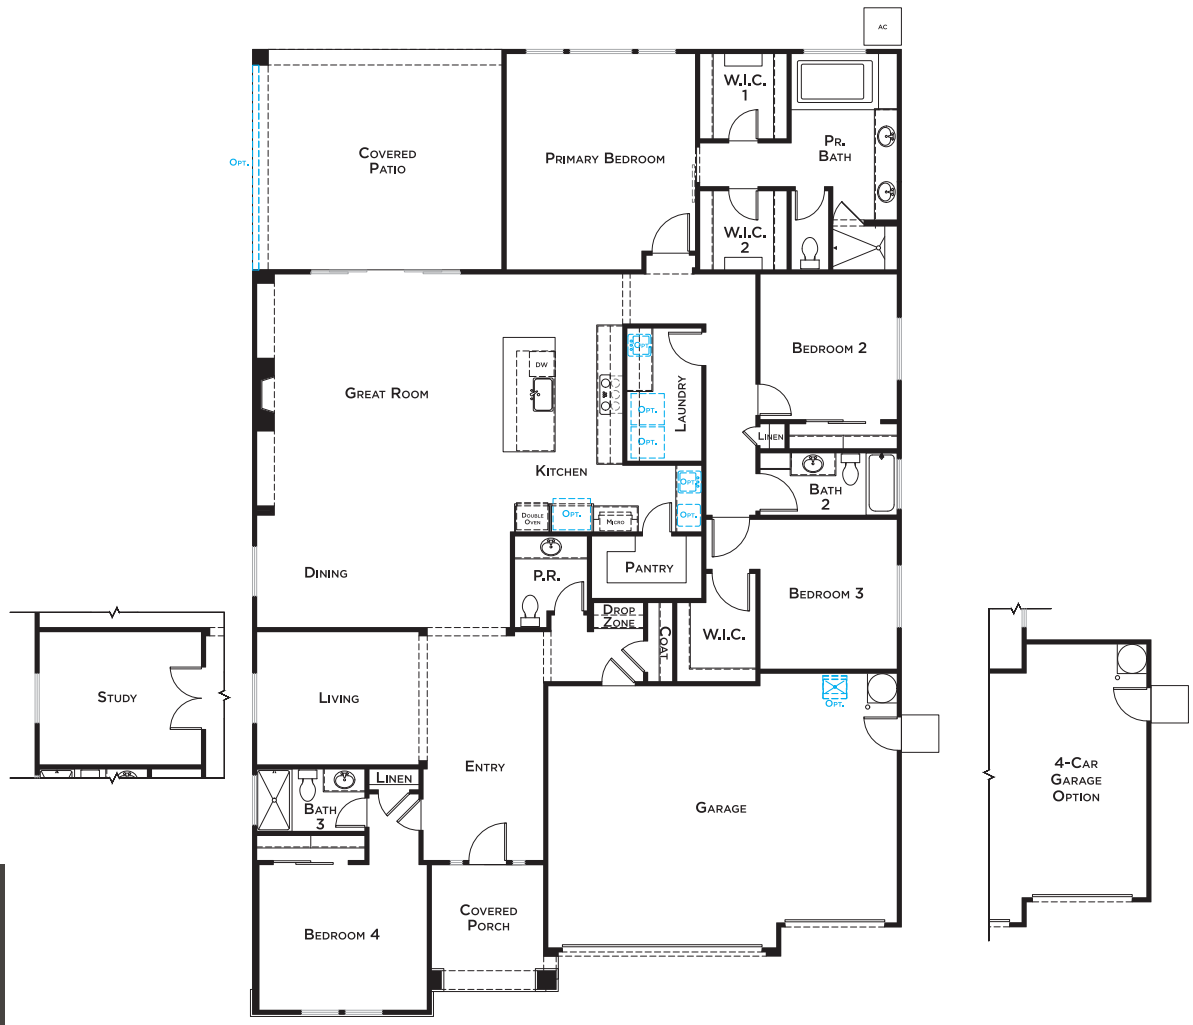 AC
W.I.C.
1
Covered
Patio
Primary Bedroom
Pr.
Bath
Opt.
W.I.C.
2
Opt.
DW
Bedroom 2
Great Room
Laundry
Opt.
Opt.
Linen
Kitchen
Opt.
Bath
2
Double
Oven
Opt.
Micro
Opt.
Dining
P.R.
Pantry
Bedroom 3
Drop
Zone
Coat
W.I.C.
Study
Living
Opt.
Entry
Linen
Bath
3
Garage
4-Car
Garage
Option
Covered
Porch
Bedroom 4